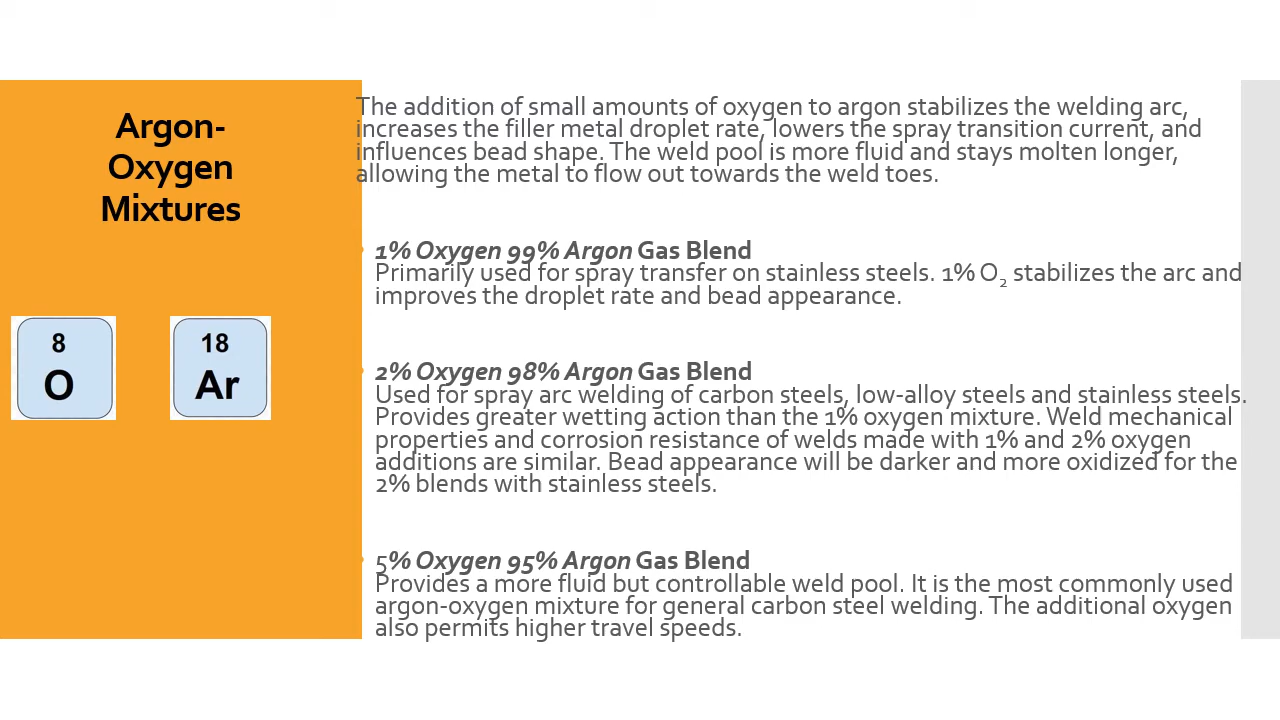 Argon-
Oxygen
Mixtures
8
O
18
Ar
The addition of small amounts of oxygen to argon stabilizes the welding arc,
increases the filler metal droplet rate, lowers the spray transition current, and
influences bead shape. The weld pool is more fluid and stays molten longer,
allowing the metal to flow out towards the weld toes.
1% Oxygen 99% Argon Gas Blend
Primarily used for spray transfer on stainless steels. 1% O₂ stabilizes the arc and
improves the droplet rate and bead appearance.
2% Oxygen 98% Argon Gas Blend
Used for spray arc welding of carbon steels, low-alloy steels and stainless steels.
Provides greater wetting action than the 1% oxygen mixture. Weld mechanical
properties and corrosion resistance of welds made with 1% and 2% oxygen
additions are similar. Bead appearance will be darker and more oxidized for the
2% blends with stainless steels.
5% Oxygen 95% Argon Gas Blend
Provides a more fluid but controllable weld pool. It is the most commonly used
argon-oxygen mixture for general carbon steel welding. The additional oxygen
also permits higher travel speeds.